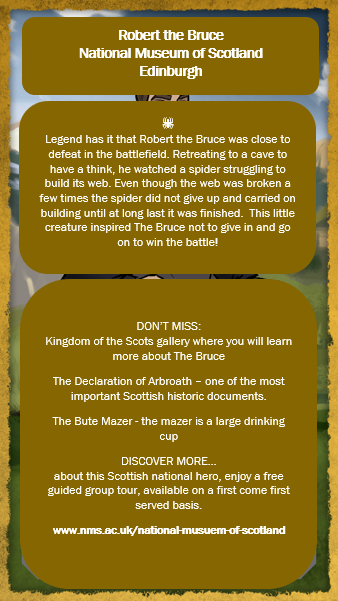 Robert the Bruce
National Museum of Scotland
Edinburgh
Legend has it that Robert the Bruce was close to
defeat in the battlefield. Retreating to a cave to
have a think, he watched a spider struggling to
build its web. Even though the web was broken a
few times the spider did not give up and carried on
building until at long last it was finished.  This little
creature inspired The Bruce not to give in and go
on to win the battle!
DON'T MISS:
Kingdom of the Scots gallery where you will learn
more about The Bruce
The Declaration of Arbroath – one of the most
important Scottish historic documents.
The Bute Mazer - the mazer is a large drinking
cup
DISCOVER MORE...
about this Scottish national hero, enjoy a free
guided group tour, available on a first come first
served basis.
www.nms.ac.uk/national-musuem-of-scotland